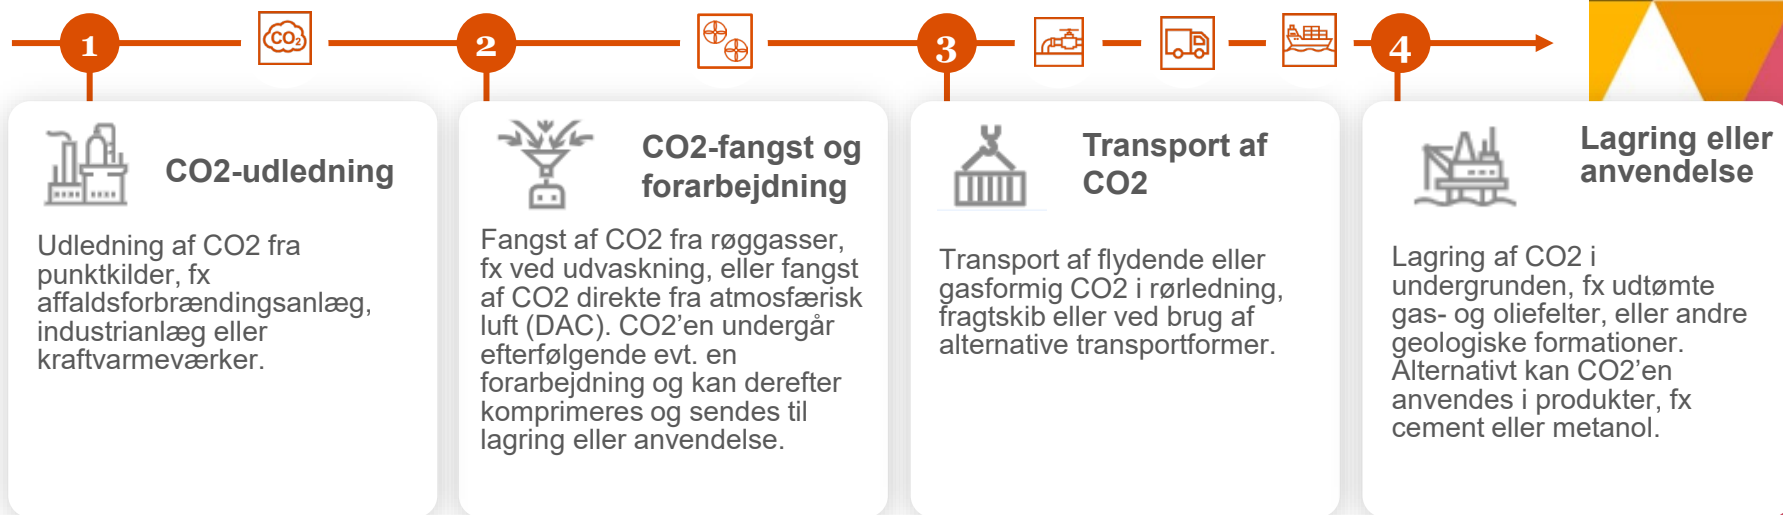 1
CO₂
2
3
4
CO2-udledning
Udledning af CO2 fra
punktkilder, fx
affaldsforbrændingsanlæg,
industrianlæg eller
kraftvarmeværker.
CO2-fangst og
forarbejdning
Fangst af CO2 fra røggasser,
fx ved udvaskning, eller fangst
af CO2 direkte fra atmosfærisk
luft (DAC). CO2’en undergår
efterfølgende evt. en
forarbejdning og kan derefter
komprimeres og sendes til
lagring eller anvendelse.
Transport af
CO2
Transport af flydende eller
gasformig CO2 i rørledning,
fragtskib eller ved brug af
alternative transportformer.
Lagring eller
anvendelse
Lagring af CO2 i
undergrunden, fx udtømte
gas- og oliefelter, eller andre
geologiske formationer.
Alternativt kan CO2’en
anvendes i produkter, fx
cement eller metanol.